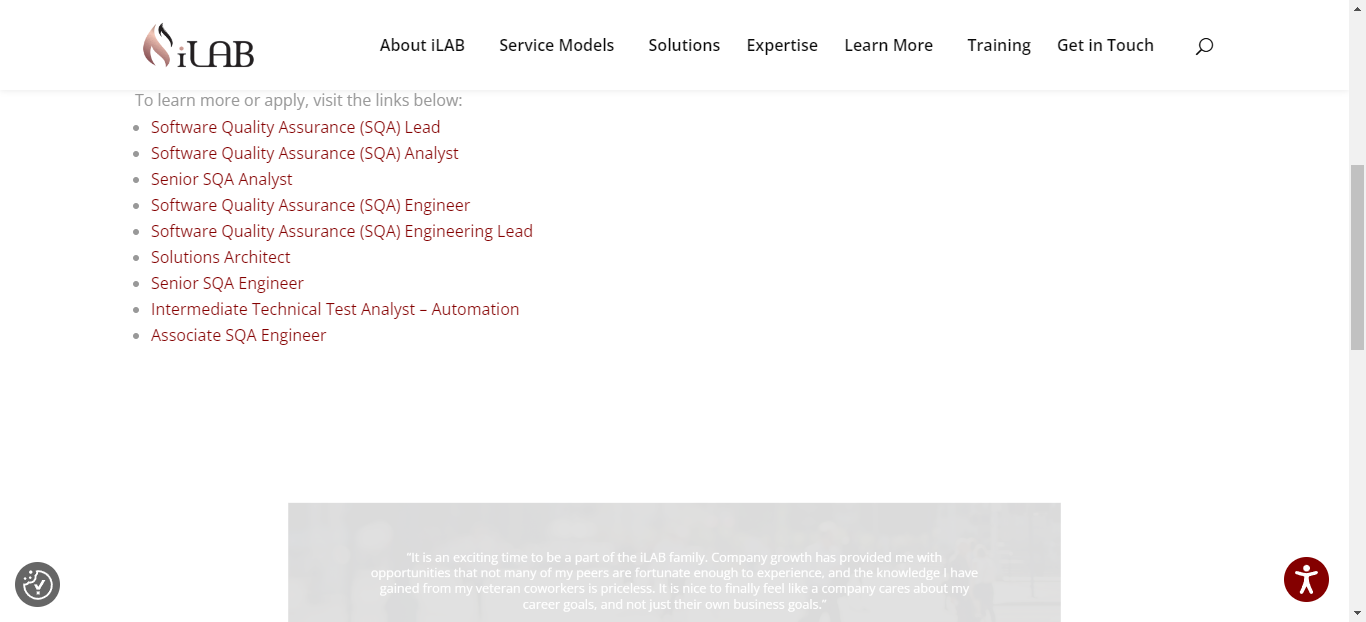 iLAB
About iLAB Service Models Solutions Expertise Learn More Training Get in Touch
To learn more or apply, visit the links below:
Software Quality Assurance (SQA) Lead
Software Quality Assurance (SQA) Analyst
Senior SQA Analyst
Software Quality Assurance (SQA) Engineer
Software Quality Assurance (SQA) Engineering Lead
Solutions Architect
Senior SQA Engineer
Intermediate Technical Test Analyst – Automation
Associate SQA Engineer
"It is an exciting time to be a part of the iLAB family. Company growth has provided me with
opportunities that not many of my peers are fortunate enough to experience, and the knowledge I have
gained from my veteran coworkers is priceless. It is nice to finally feel like a company cares about my
career goals, and not just their own business goals."